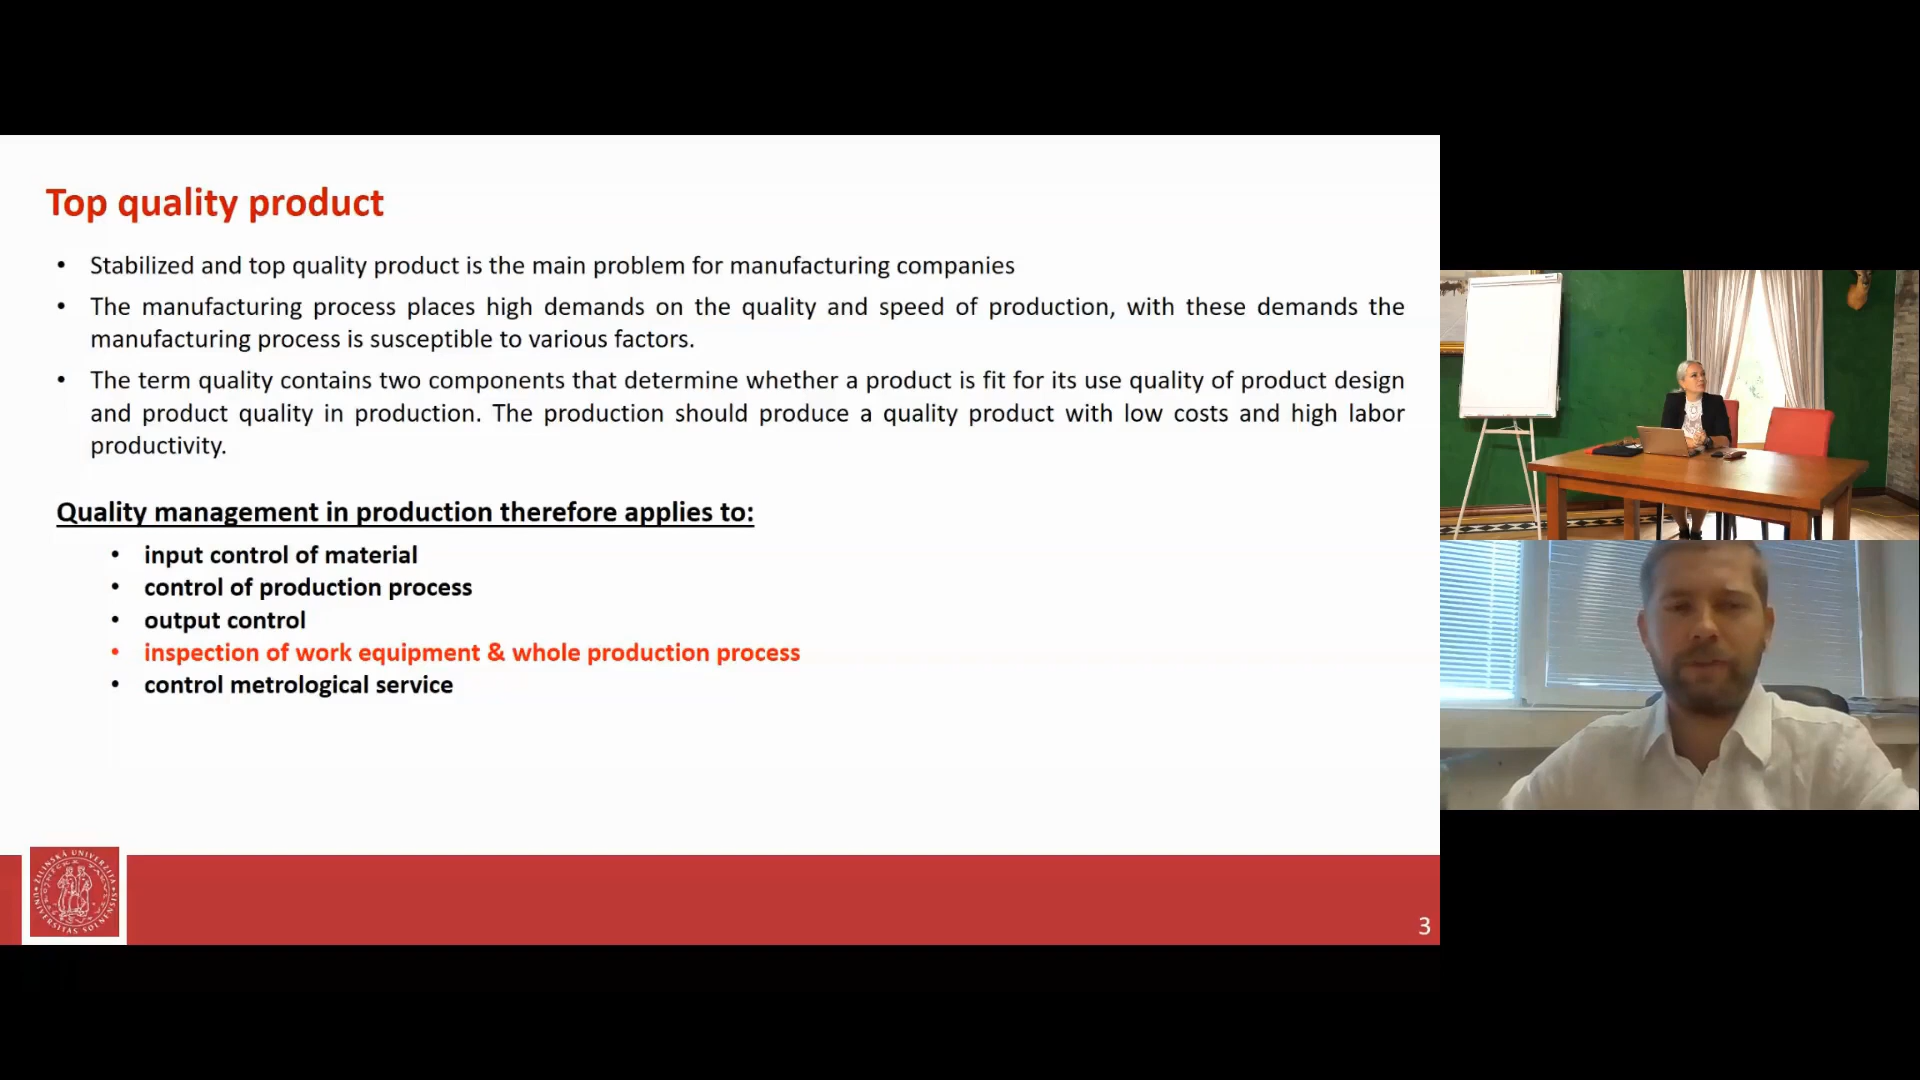 Top quality product
• Stabilized and top quality product is the main problem for manufacturing companies
• The manufacturing process places high demands on the quality and speed of production, with these demands the
manufacturing process is susceptible to various factors.
• The term quality contains two components that determine whether a product is fit for its use quality of product design
and product quality in production. The production should produce a quality product with low costs and high labor
productivity.
Quality management in production therefore applies to:
• input control of material
• control of production process
• output control
• inspection of work equipment & whole production process
• control metrological service
ŽILINSKÁ UNIVERZITA
UNIVERSITAS SOLNENSIS
3